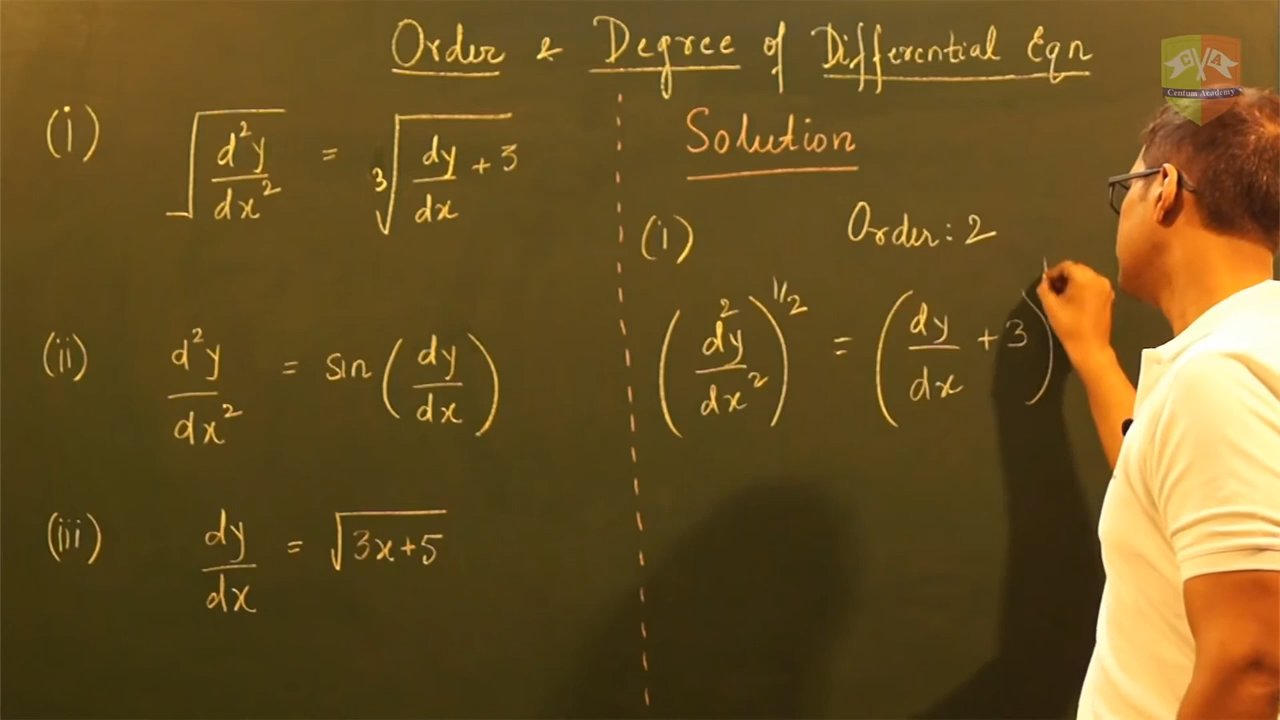 Order & Degree of Differential Eqn
C A
Centum Academy
(i) √(d²y/dx²) = ³√(dy/dx + 3)
(ii) d²y/dx² = sin(dy/dx)
(iii) dy/dx = √(3x+5)
Solution
(i) Order: 2
(d²y/dx²)^1/2 = (dy/dx + 3)